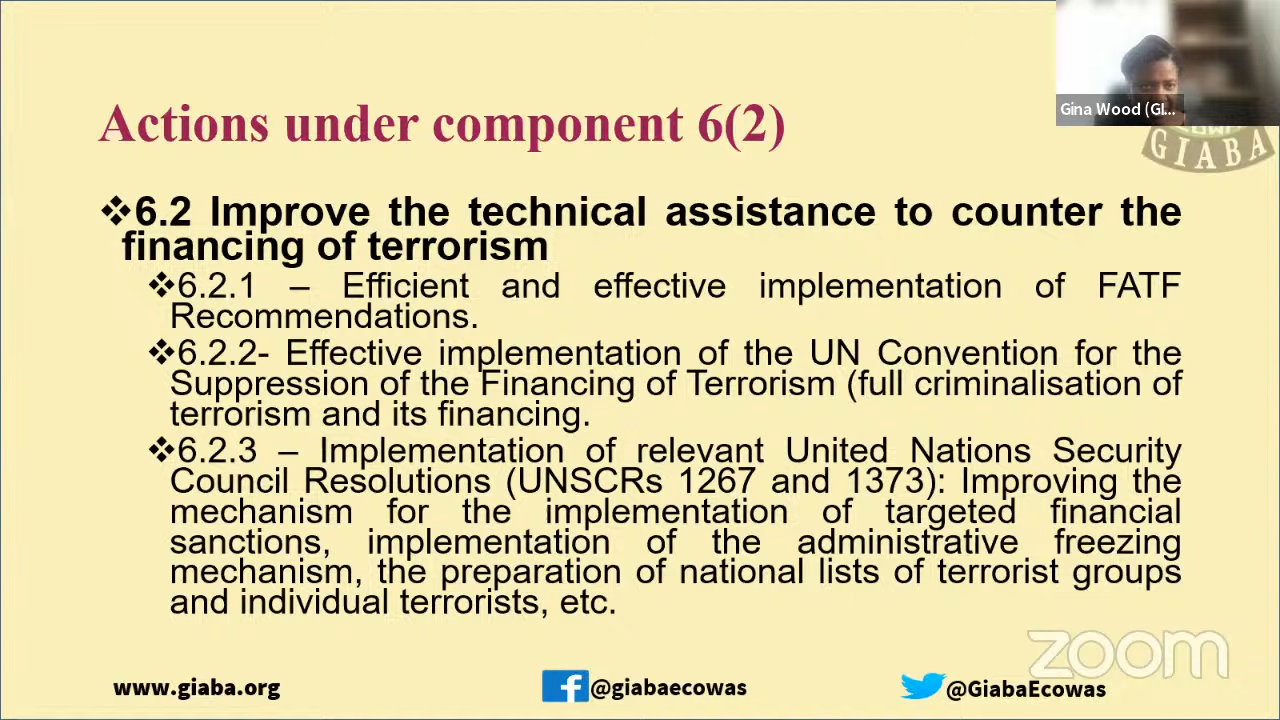 Gina Wood (GI...
GIABA
Actions under component 6(2)
❖6.2 Improve the technical assistance to counter the
financing of terrorism
❖6.2.1 – Efficient and effective implementation of FATF
Recommendations.
❖6.2.2- Effective implementation of the UN Convention for the
Suppression of the Financing of Terrorism (full criminalisation of
terrorism and its financing.
❖6.2.3 – Implementation of relevant United Nations Security
Council Resolutions (UNSCRs 1267 and 1373): Improving the
mechanism for the implementation of targeted financial
sanctions, implementation of the administrative freezing
mechanism, the preparation of national lists of terrorist groups
and individual terrorists, etc.
zoom
www.giaba.org @giabaecowas @GiabaEcowas